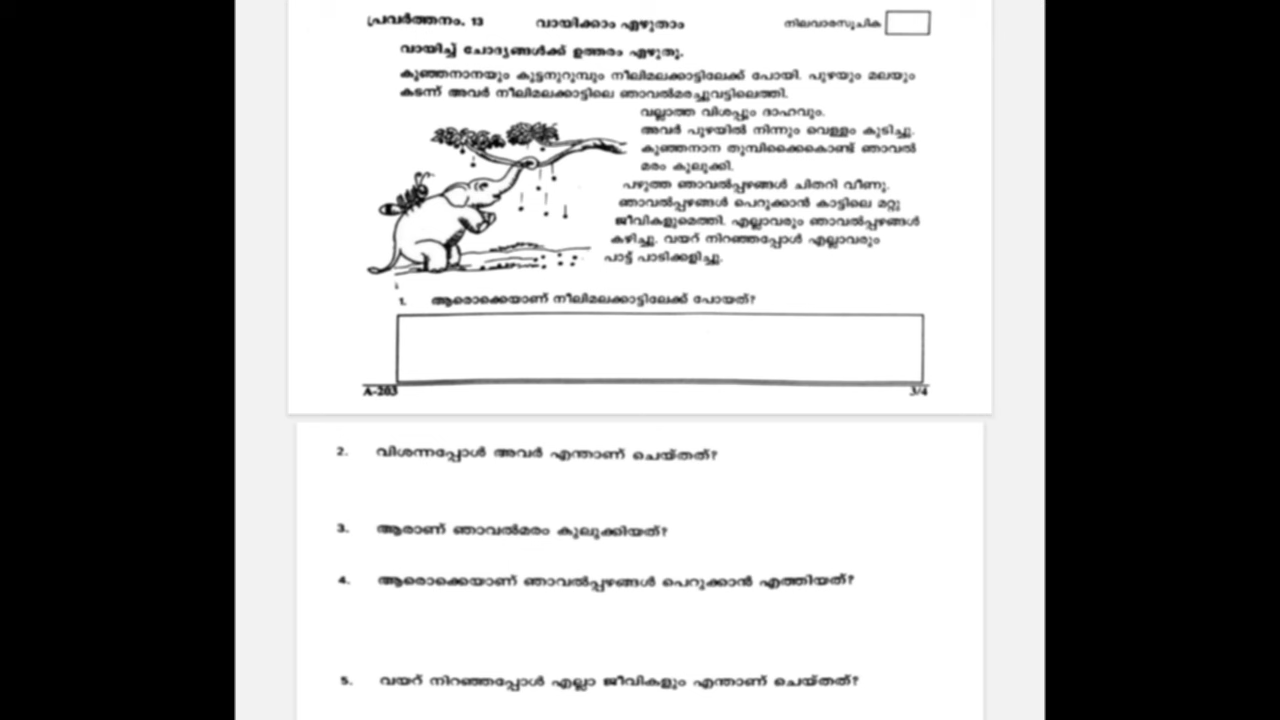 പ്രവർത്തനം. 13 വായിക്കാം എഴുതാം നിലവാരസൂചിക
വായിച്ച് ചോദ്യങ്ങൾക്ക് ഉത്തരം എഴുതൂ.
കുഞ്ഞനാനയും കുട്ടനുറുമ്പും നീലിമലക്കാട്ടിലേക്ക് പോയി. പുഴയും മലയും
കടന്ന് അവർ നീലിമലക്കാട്ടിലെ ഞാവൽമരച്ചുവട്ടിലെത്തി.
വല്ലാത്ത വിശപ്പും ദാഹവും.
അവർ പുഴയിൽ നിന്നും വെള്ളം കുടിച്ചു.
കുഞ്ഞനാന തുമ്പിക്കൈകൊണ്ട് ഞാവൽ
മരം കുലുക്കി.
പഴുത്ത ഞാവൽപ്പഴങ്ങൾ ചിതറി വീണു.
ഞാവൽപ്പഴങ്ങൾ പെറുക്കാൻ കാട്ടിലെ മറ്റു
ജീവികളുമെത്തി. എല്ലാവരും ഞാവൽപ്പഴങ്ങൾ
കഴിച്ചു. വയറ് നിറഞ്ഞപ്പോൾ എല്ലാവരും
പാട്ട് പാടിക്കളിച്ചു.
1. ആരൊക്കെയാണ് നീലിമലക്കാട്ടിലേക്ക് പോയത്?
A-203 3/4
2. വിശന്നപ്പോൾ അവർ എന്താണ് ചെയ്തത്?
3. ആരാണ് ഞാവൽമരം കുലുക്കിയത്?
4. ആരൊക്കെയാണ് ഞാവൽപ്പഴങ്ങൾ പെറുക്കാൻ എത്തിയത്?
5. വയറ് നിറഞ്ഞപ്പോൾ എല്ലാ ജീവികളും എന്താണ് ചെയ്തത്?